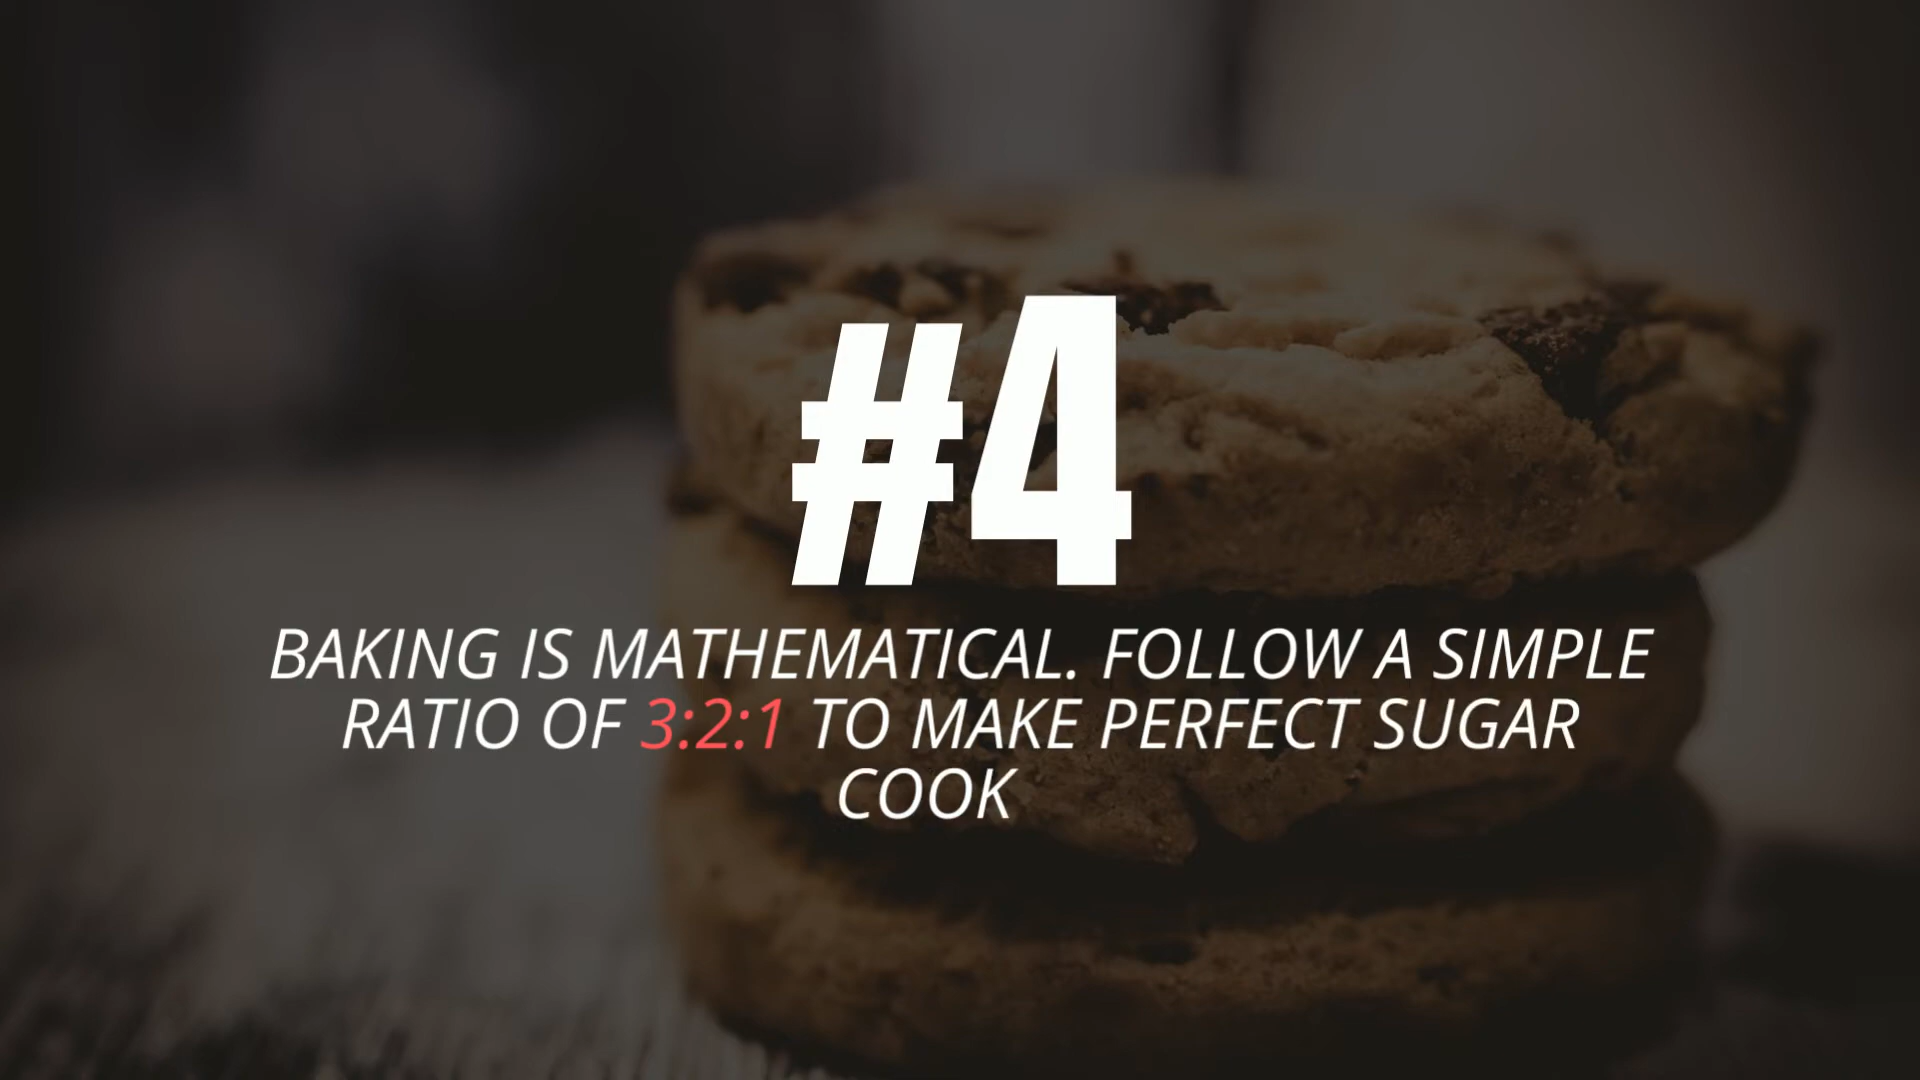 #4
BAKING IS MATHEMATICAL. FOLLOW A SIMPLE
RATIO OF 3:2:1 TO MAKE PERFECT SUGAR
COOK